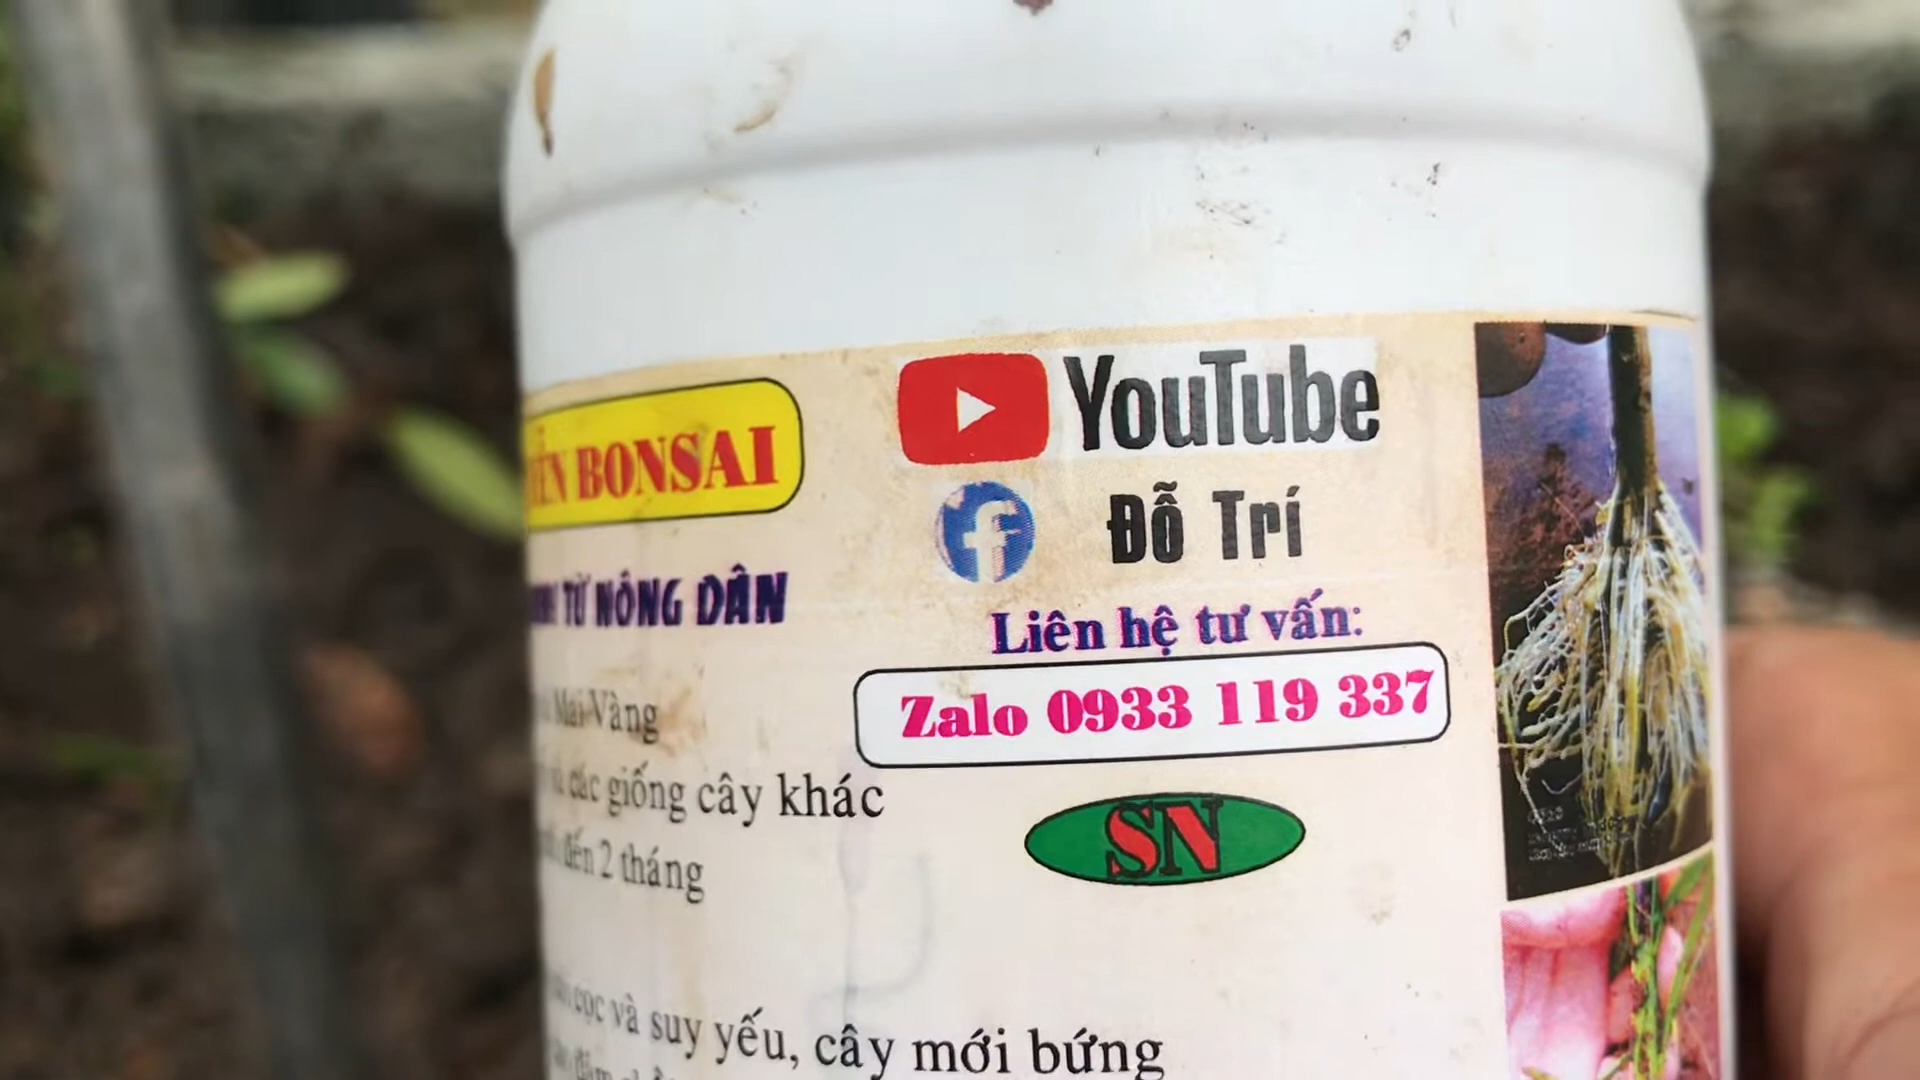 BONSAI
YouTube
Đỗ Trí
TỪ NÔNG DÂN
Liên hệ tư vấn:
Zalo 0933 119 337
Mai Vàng
các giống cây khác
SN
đến 2 tháng
cọc và suy yếu, cây mới bứng